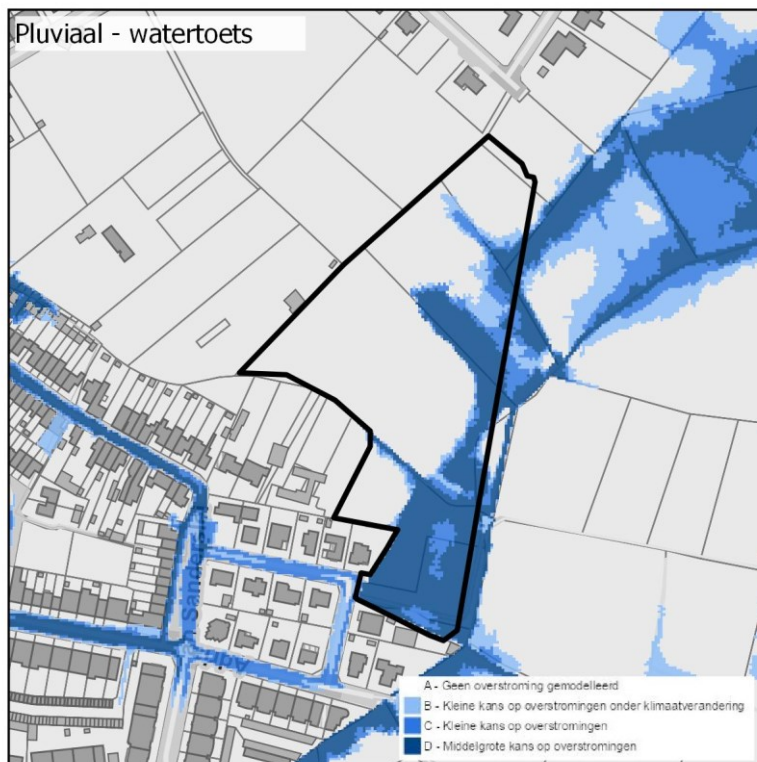 Pluviaal - watertoets
A - Geen overstroming gemodelleerd
B - Kleine kans op overstromingen onder klimaatverandering
C - Kleine kans op overstromingen
D - Middelgrote kans op overstromingen